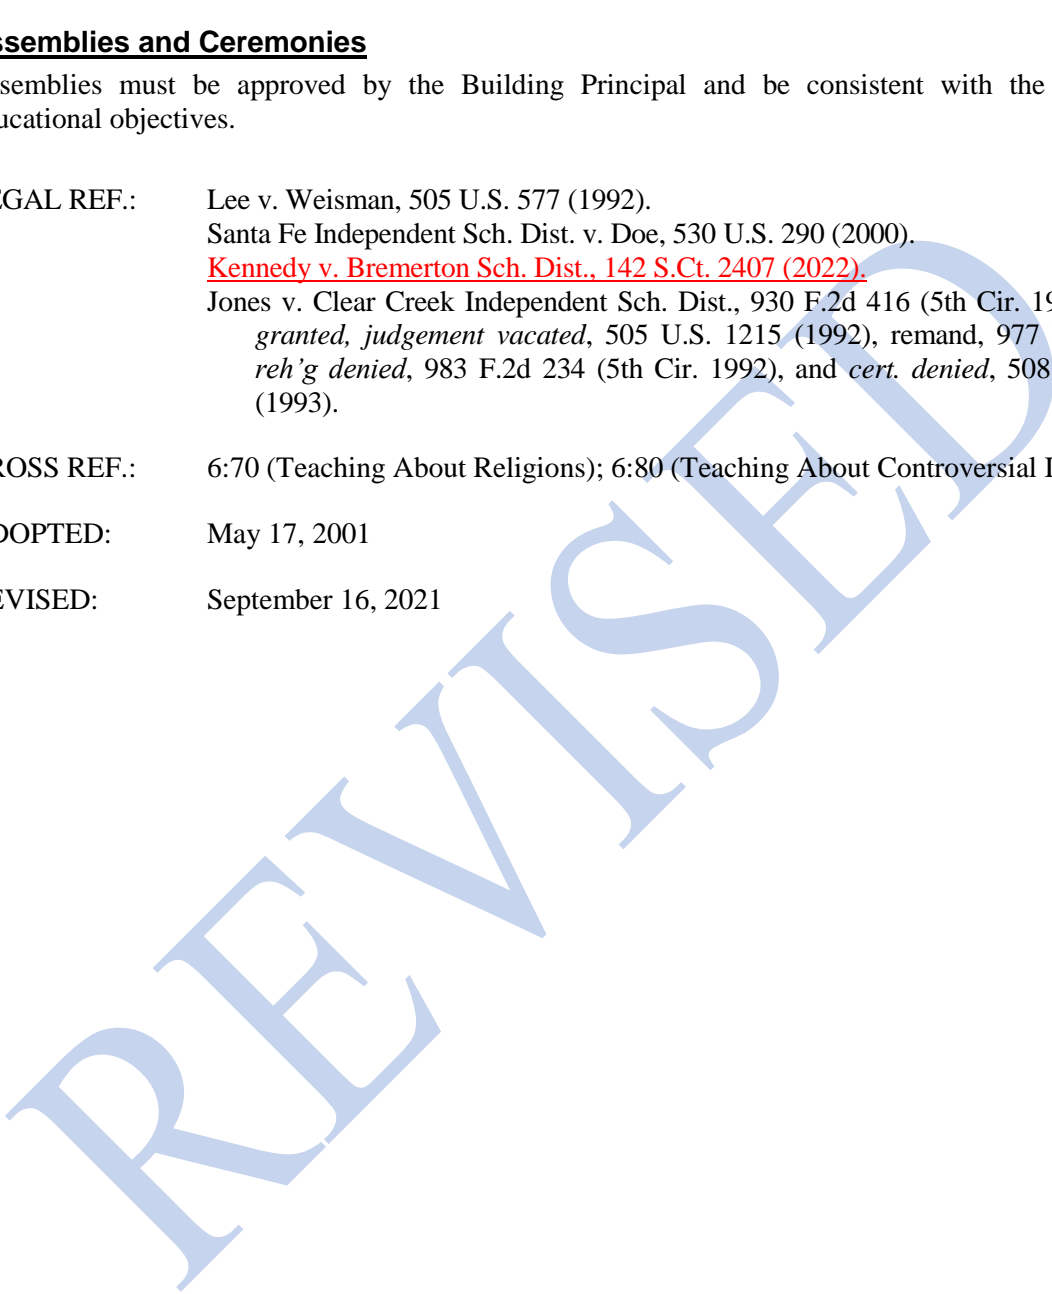 ssemblies and Ceremonies
semblies must be approved by the Building Principal and be consistent with the
ucational objectives.
EGAL REF.: Lee v. Weisman, 505 U.S. 577 (1992).
Santa Fe Independent Sch. Dist. v. Doe, 530 U.S. 290 (2000).
Kennedy v. Bremerton Sch. Dist., 142 S.Ct. 2407 (2022).
Jones v. Clear Creek Independent Sch. Dist., 930 F.2d 416 (5th Cir. 19
granted, judgement vacated, 505 U.S. 1215 (1992), remand, 977
reh’g denied, 983 F.2d 234 (5th Cir. 1992), and cert. denied, 508
(1993).
ROSS REF.: 6:70 (Teaching About Religions); 6:80 (Teaching About Controversial I
DOPTED: May 17, 2001
EVISED: September 16, 2021
REVISED